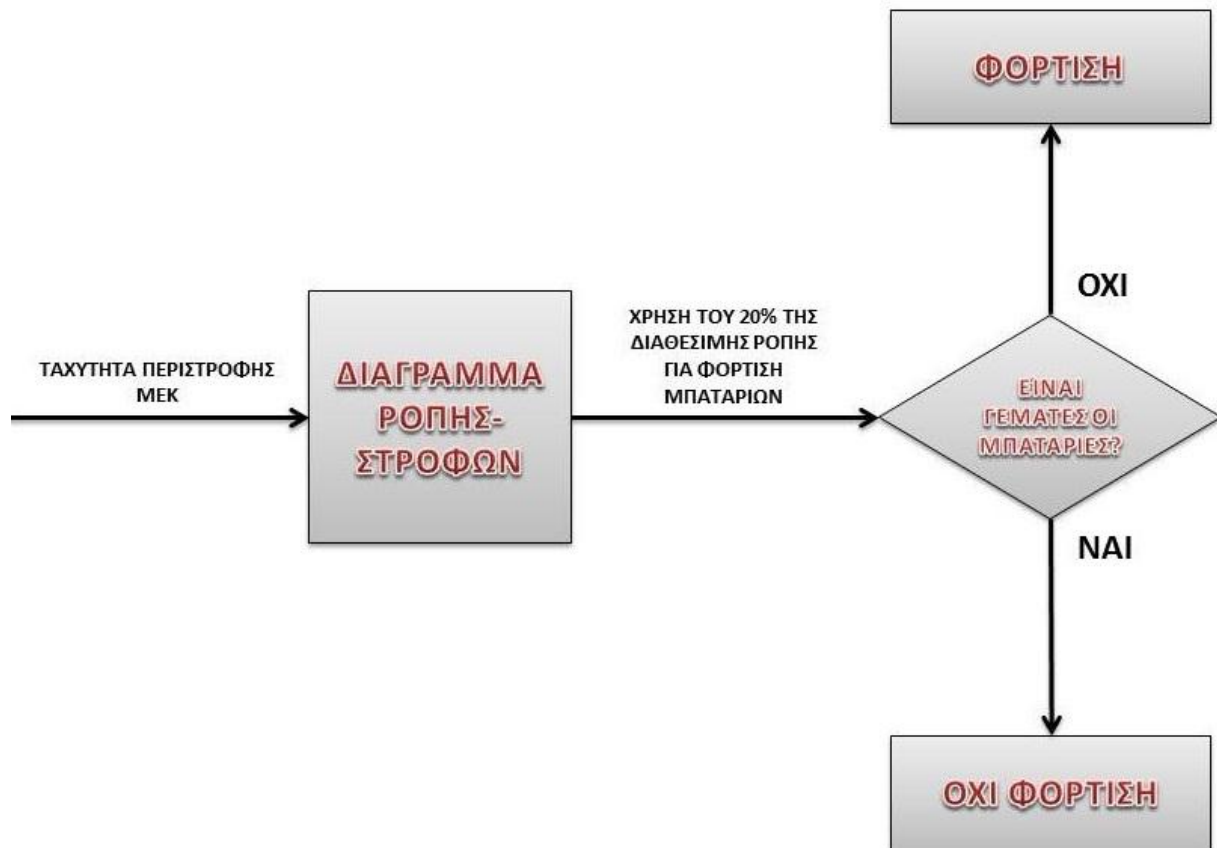 ΦΟΡΤΙΣΗ
ΟΧΙ
ΤΑΧΥΤΗΤΑ ΠΕΡΙΣΤΡΟΦΗΣ
ΜΕΚ
ΔΙΑΓΡΑΜΜΑ
ΡΟΠΗΣ-
ΣΤΡΟΦΩΝ
ΧΡΗΣΗ ΤΟΥ 20% ΤΗΣ
ΔΙΑΘΕΣΙΜΗΣ ΡΟΠΗΣ
ΓΙΑ ΦΟΡΤΙΣΗ
ΜΠΑΤΑΡΙΩΝ
ΕΙΝΑΙ
ΓΕΜΑΤΕΣ ΟΙ
ΜΠΑΤΑΡΙΕΣ?
ΝΑΙ
ΟΧΙ ΦΟΡΤΙΣΗ